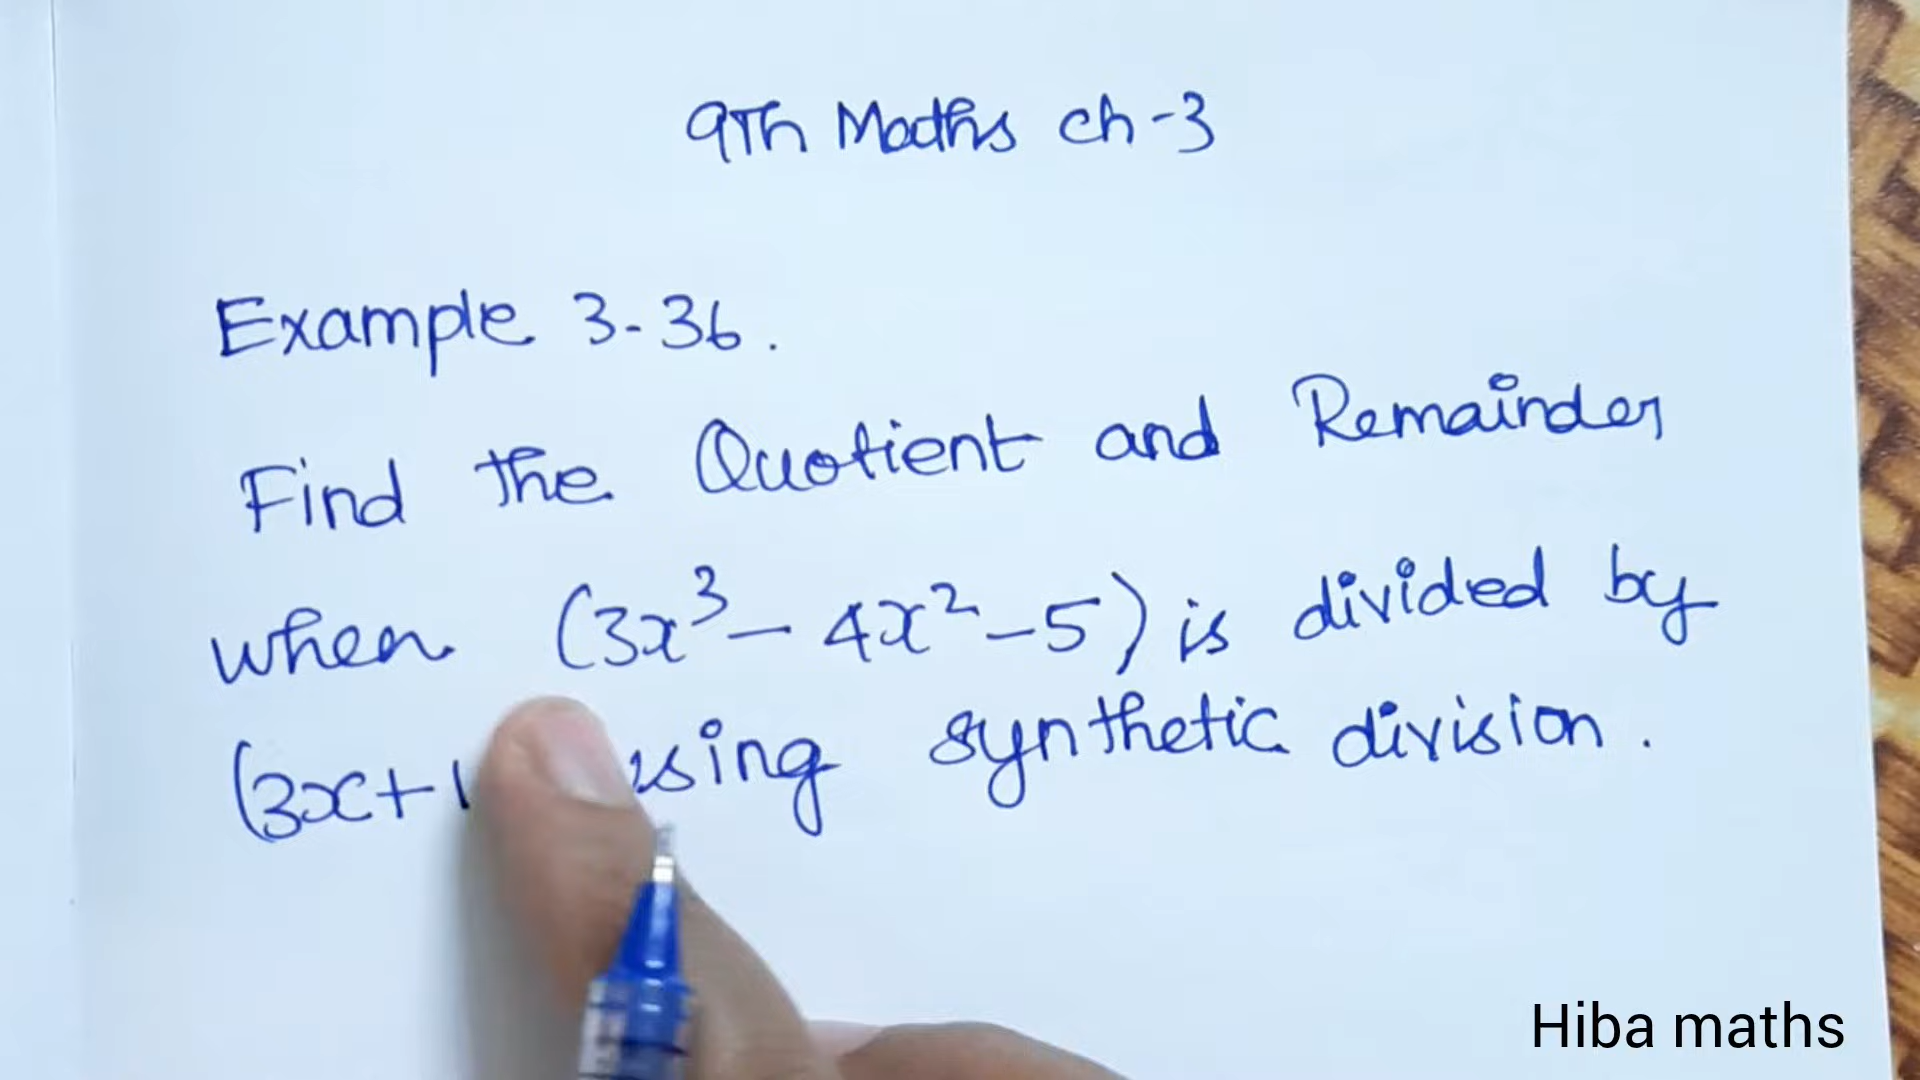 9Th Maths ch-3
Example 3-36.
Find the Quotient and Remainder
when (3x³ - 4x² - 5) is divided by
(3x+1 using synthetic division.
Hiba maths